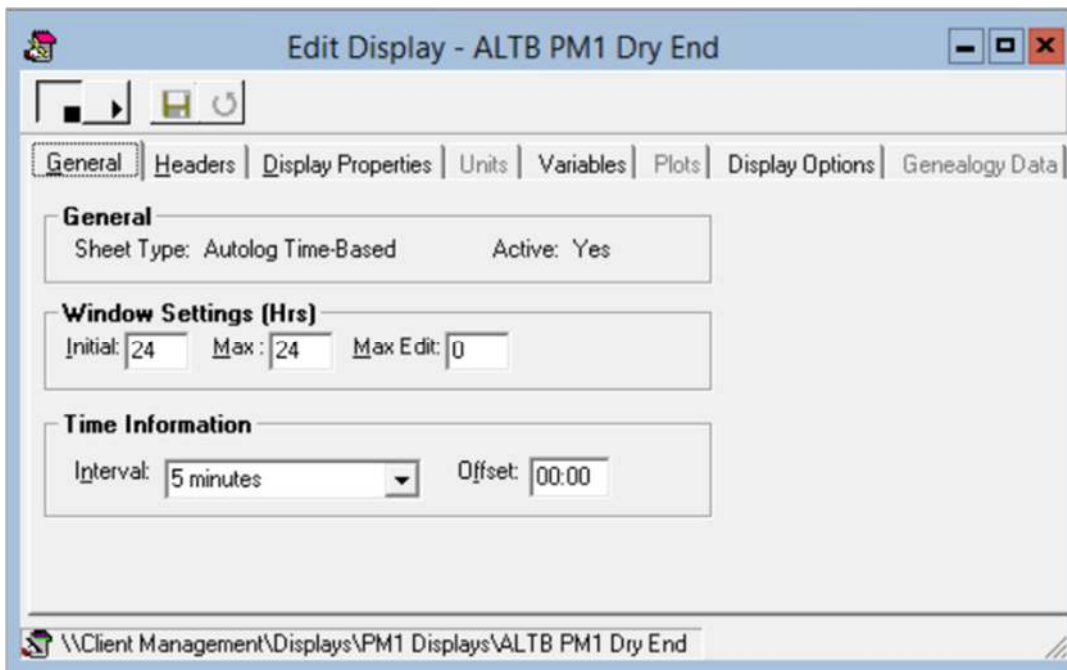 Edit Display - ALTB PM1 Dry End
General Headers Display Properties Units Variables Plots Display Options Genealogy Data
General
Sheet Type: Autolog Time-Based Active: Yes
Window Settings (Hrs)
Initial: 24 Max : 24 Max Edit: 0
Time Information
Interval: 5 minutes Offset: 00:00
\\Client Management\Displays\PM1 Displays\ALTB PM1 Dry End